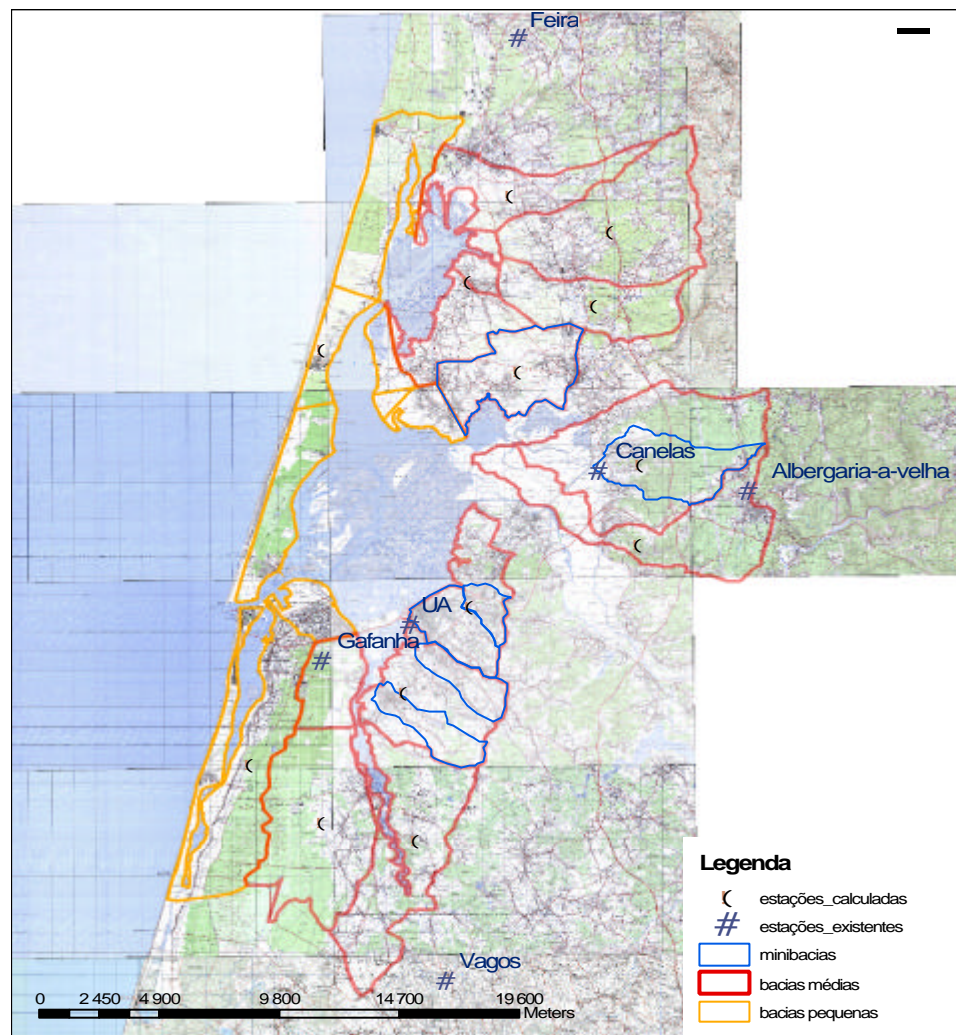 Feira
Canelas
Albergaria-a-velha
UA
Gafanha
Vagos
Legenda
estações_calculadas
estações_existentes
minibacias
bacias médias
bacias pequenas
0 2 450 4 900 9 800 14 700 19 600
Meters